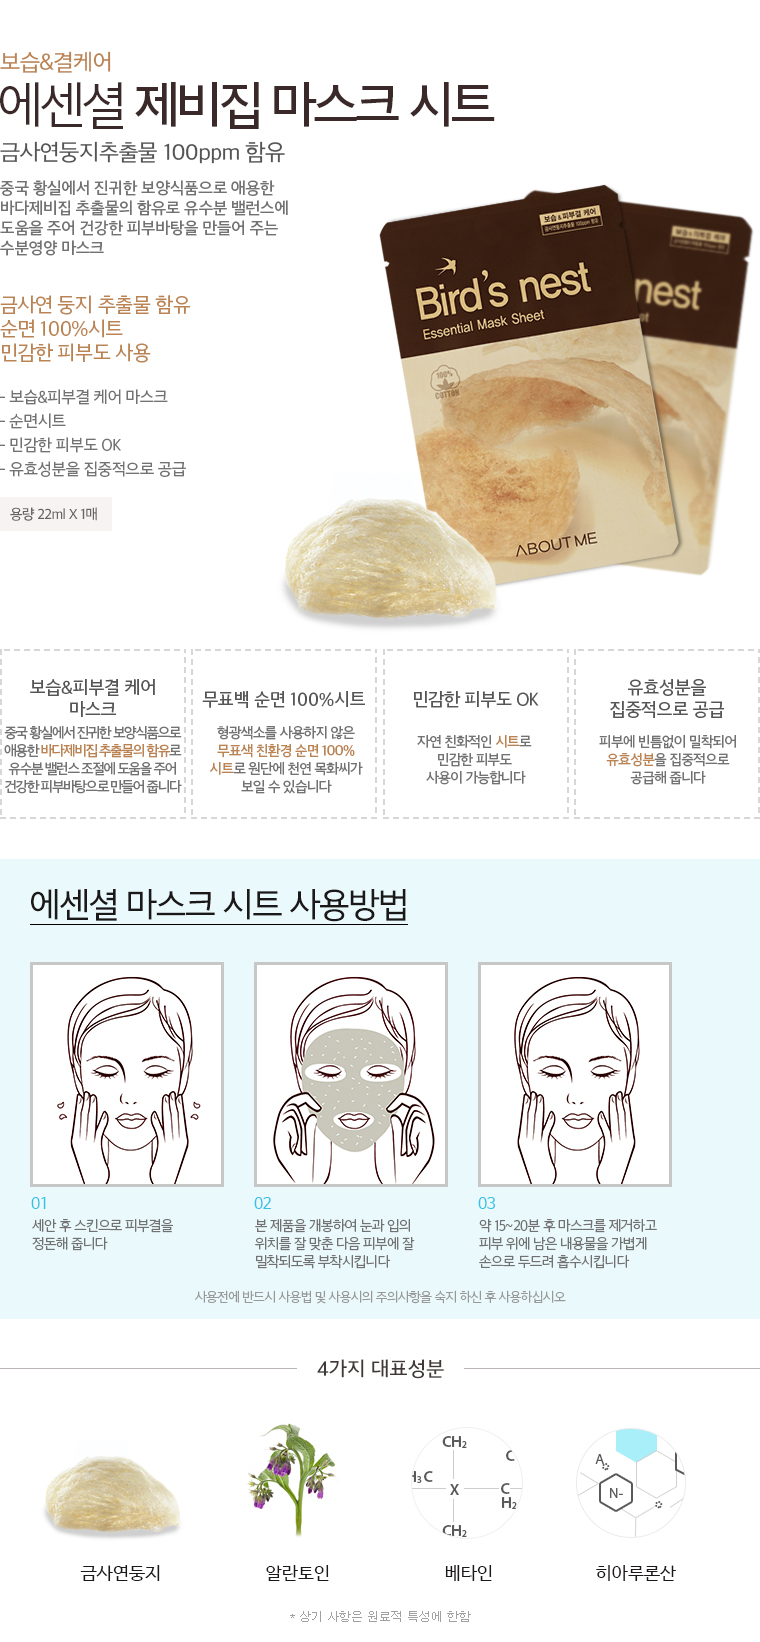 보습&결케어
에센셜 제비집 마스크 시트
금사연둥지추출물 100ppm 함유
중국 황실에서 진귀한 보양식품으로 애용한
바다제비집 추출물의 함유로 유수분 밸런스에
도움을 주어 건강한 피부바탕을 만들어 주는
수분영양 마스크
금사연 둥지 추출물 함유
순면 100%시트
민감한 피부도 사용
- 보습&피부결 케어 마스크
- 순면시트
- 민감한 피부도 OK
- 유효성분을 집중적으로 공급
용량 22ml X 1매
보습&피부결 케어
금사연둥지추출물 100ppm 함유
Bird's nest
Essential Mask Sheet
100%
COTTON
ABOUT ME
보습&피부결 케어
nest
Sheet
보습&피부결 케어
마스크
중국 황실에서 진귀한 보양식품으로
애용한 바다제비집 추출물의 함유로
유수분 밸런스 조절에 도움을 주어
건강한 피부바탕으로 만들어 줍니다
무표백 순면 100%시트
형광색소를 사용하지 않은
무표색 친환경 순면 100%
시트로 원단에 천연 목화씨가
보일 수 있습니다
민감한 피부도 OK
자연 친화적인 시트로
민감한 피부도
사용이 가능합니다
유효성분을
집중적으로 공급
피부에 빈틈없이 밀착되어
유효성분을 집중적으로
공급해 줍니다
에센셜 마스크 시트 사용방법
01
세안 후 스킨으로 피부결을
정돈해 줍니다
02
본 제품을 개봉하여 눈과 입의
위치를 잘 맞춘 다음 피부에 잘
밀착되도록 부착시킵니다
03
약 15~20분 후 마스크를 제거하고
피부 위에 남은 내용물을 가볍게
손으로 두드려 흡수시킵니다
사용전에 반드시 사용법 및 사용시의 주의사항을 숙지 하신 후 사용하십시오
4가지 대표성분
CH₂
C
H₃C
X
C
H₂
CH₂
A
N-
금사연둥지
알란토인
베타인
히아루론산
* 상기 사항은 원료적 특성에 한함